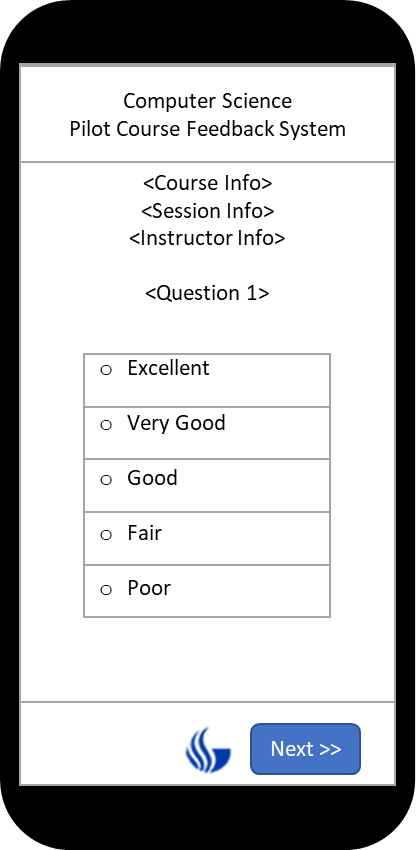 Computer Science
Pilot Course Feedback System
<Course Info>
<Session Info>
<Instructor Info>
<Question 1>
Excellent
Very Good
Good
Fair
Poor
Next >>